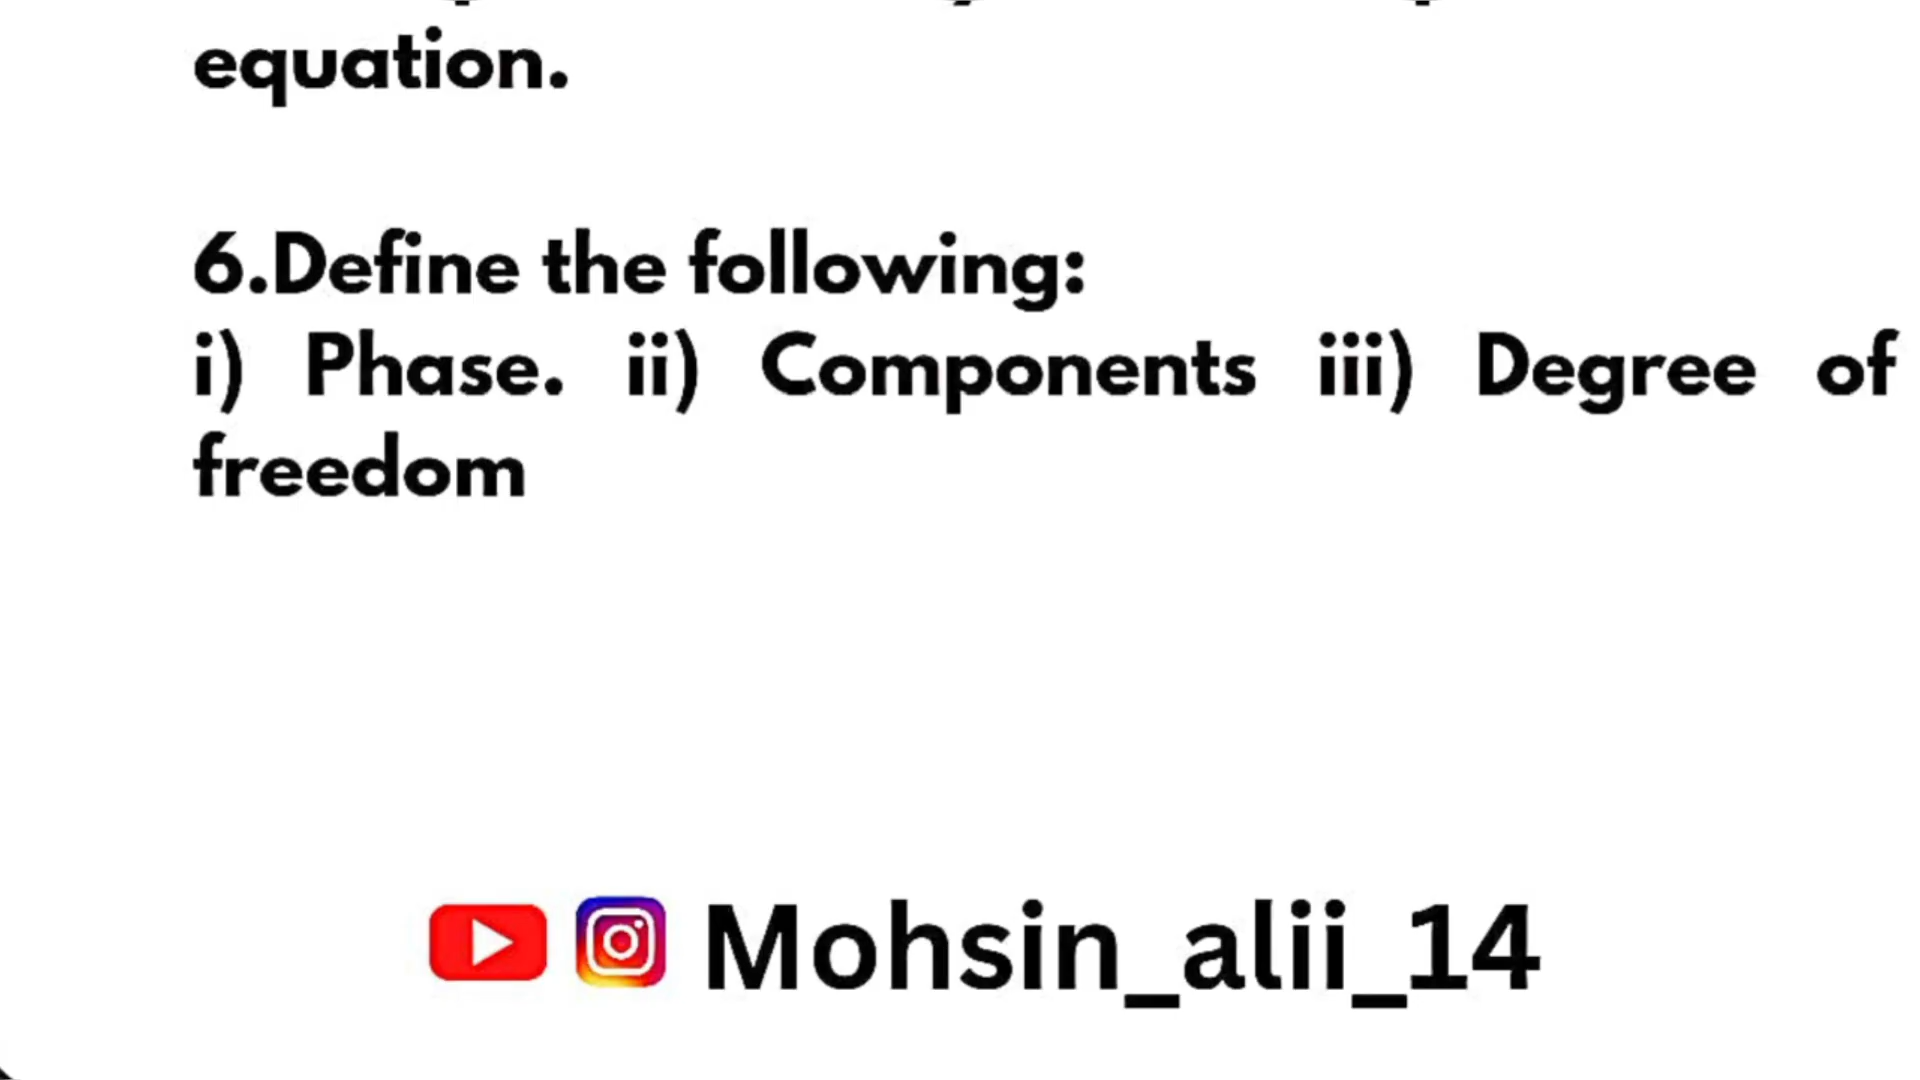 equation.
6.Define the following:
i) Phase. ii) Components iii) Degree of
freedom
Mohsin_alii_14